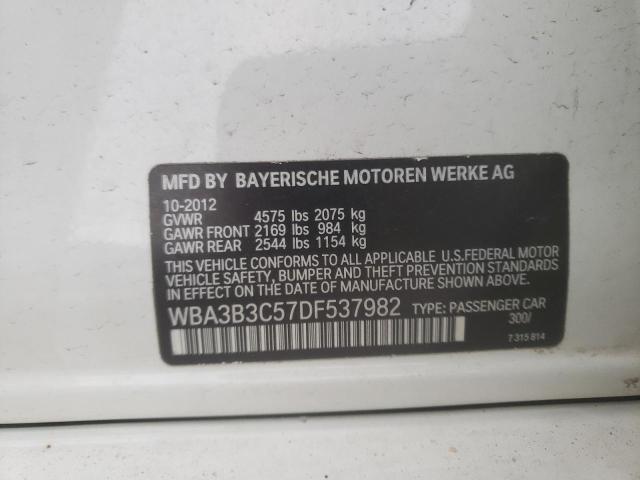 MFD BY BAYERISCHE MOTOREN WERKE AG
10-2012
GVWR 4575 lbs 2075 kg
GAWR FRONT 2169 lbs 984 kg
GAWR REAR 2544 lbs 1154 kg
THIS VEHICLE CONFORMS TO ALL APPLICABLE U.S.FEDERAL MOTOR
VEHICLE SAFETY, BUMPER AND THEFT PREVENTION STANDARDS
IN EFFECT ON THE DATE OF MANUFACTURE SHOWN ABOVE.
WBA3B3C57DF537982 TYPE: PASSENGER CAR
300/
7 315 814